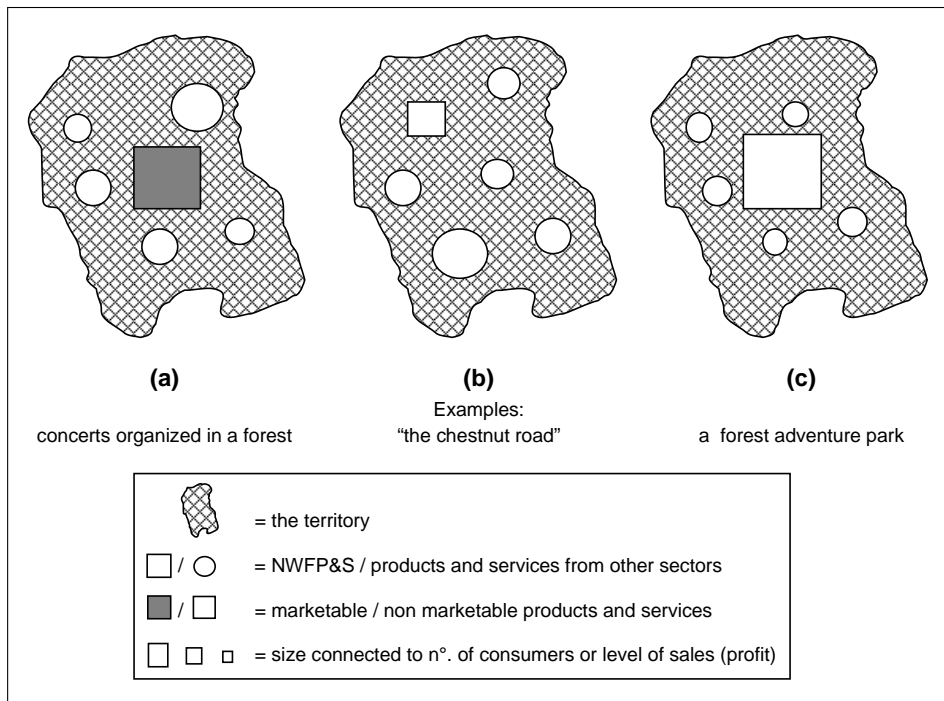 (a) (b) (c)
Examples:
concerts organized in a forest “the chestnut road” a forest adventure park
= the territory
/ = NWFP&S / products and services from other sectors
/ = marketable / non marketable products and services
= size connected to n°. of consumers or level of sales (profit)